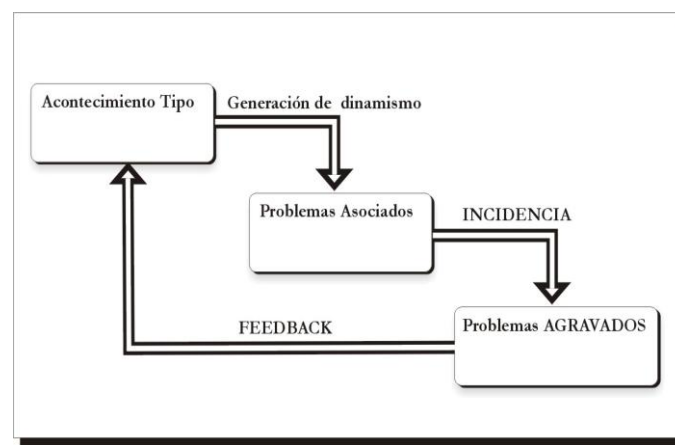 Acontecimiento Tipo
Generación de dinamismo
Problemas Asociados
INCIDENCIA
Problemas AGRAVADOS
FEEDBACK